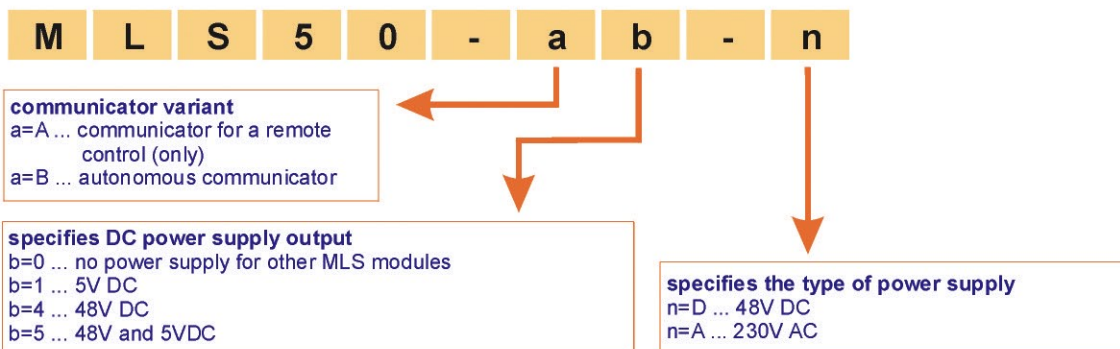 M L S 5 0 - a b - n
communicator variant
a=A ... communicator for a remote
control (only)
a=B ... autonomous communicator
specifies DC power supply output
b=0 ... no power supply for other MLS modules
b=1 ... 5V DC
b=4 ... 48V DC
b=5 ... 48V and 5VDC
specifies the type of power supply
n=D ... 48V DC
n=A ... 230V AC